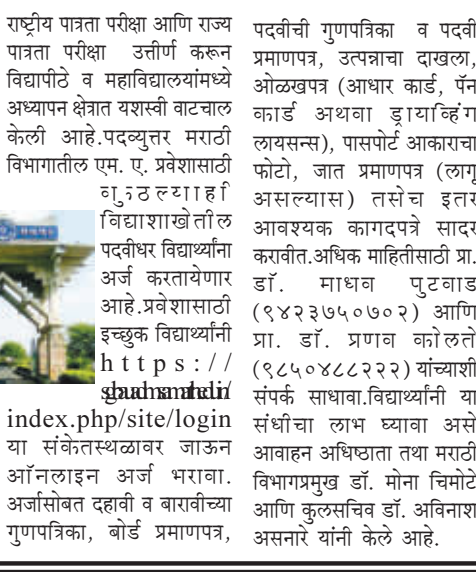 राष्ट्रीय पात्रता परीक्षा आणि राज्य
पात्रता परीक्षा उत्तीर्ण करून
विद्यापीठे व महाविद्यालयांमध्ये
अध्यापन क्षेत्रात यशस्वी वाटचाल
केली आहे.पदव्युत्तर मराठी
विभागातील एम. ए. प्रवेशासाठी
कुठल्याही
विद्याशाखेतील
पदवीधर विद्यार्थ्यांना
अर्ज करतायेणार
आहे.प्रवेशासाठी
इच्छुक विद्यार्थ्यांनी
https://
index.php/site/login
या संकेतस्थळावर जाऊन
ऑनलाइन अर्ज भरावा.
अर्जासोबत दहावी व बारावीच्या
गुणपत्रिका, बोर्ड प्रमाणपत्र,
पदवीची गुणपत्रिका व पदवी
प्रमाणपत्र, उत्पन्नाचा दाखला,
ओळखपत्र (आधार कार्ड, पॅन
कार्ड अथवा ड्रायव्हिंग
लायसन्स), पासपोर्ट आकाराचा
फोटो, जात प्रमाणपत्र (लागू
असल्यास) तसेच इतर
आवश्यक कागदपत्रे सादर
करावीत.अधिक माहितीसाठी प्रा.
डॉ. माधव पुटवाड
(९४२३७५०७०२) आणि
प्रा. डॉ. प्रणव कोलते
(९८५०४८८२२२) यांच्याशी
संपर्क साधावा.विद्यार्थ्यांनी या
संधीचा लाभ घ्यावा असे
आवाहन अधिष्ठाता तथा मराठी
विभागप्रमुख डॉ. मोना चिमोटे
आणि कुलसचिव डॉ. अविनाश
असनारे यांनी केले आहे.